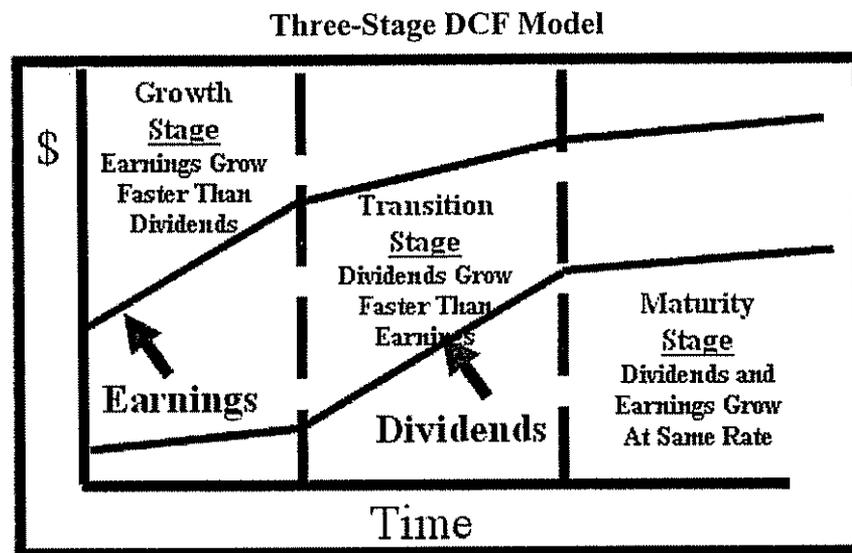 Three-Stage DCF Model
$
Growth
Stage
Earnings Grow
Faster Than
Dividends
Transition
Stage
Dividends Grow
Faster Than
Earnings
Maturity
Stage
Dividends and
Earnings Grow
At Same Rate
Earnings
Dividends
Time